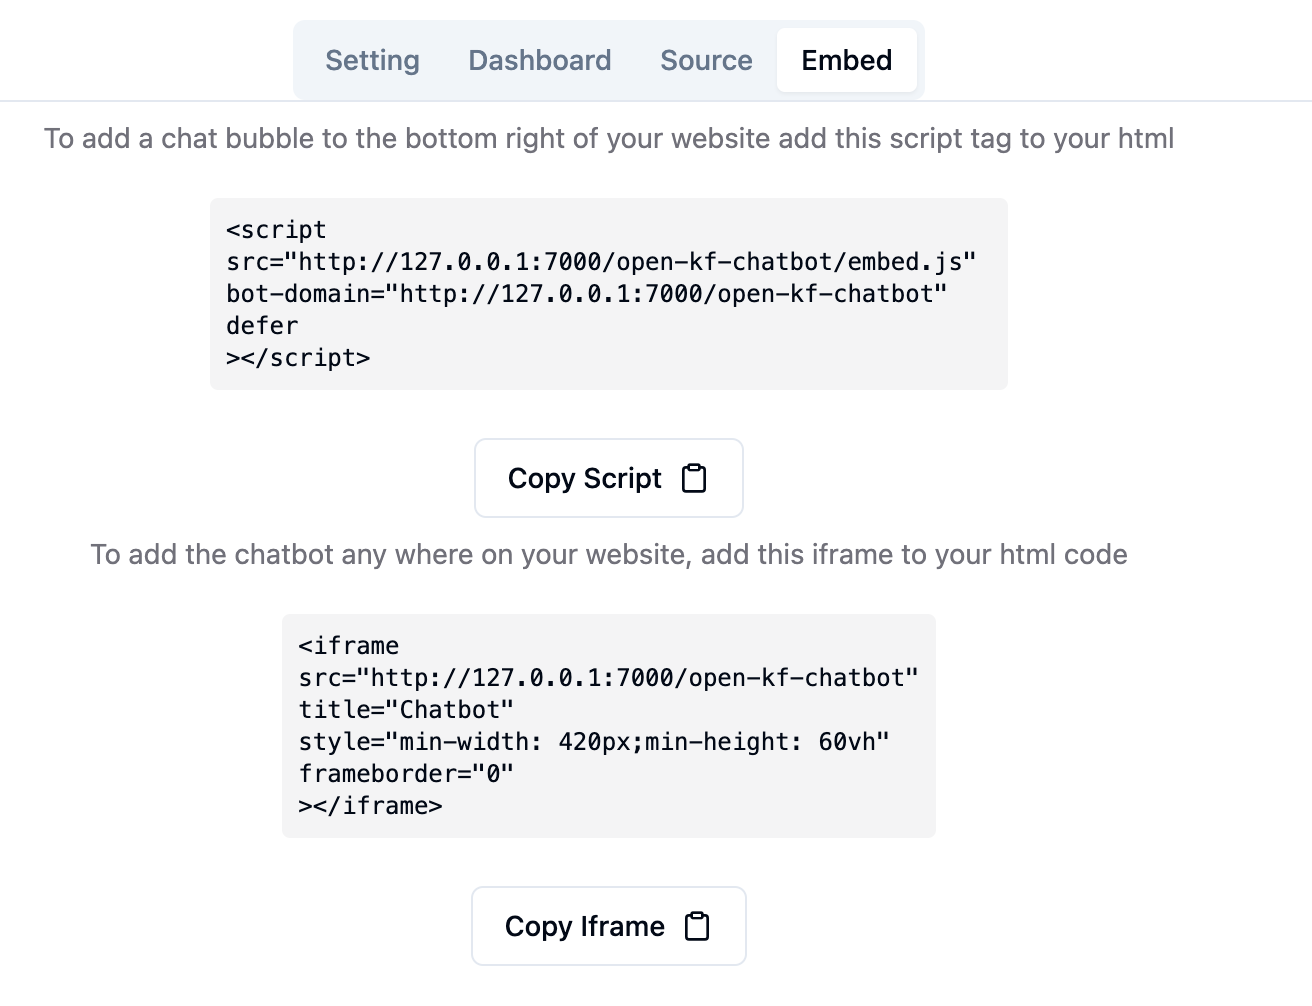 Setting Dashboard Source Embed
To add a chat bubble to the bottom right of your website add this script tag to your html
<script
src="http://127.0.0.1:7000/open-kf-chatbot/embed.js"
bot-domain="http://127.0.0.1:7000/open-kf-chatbot"
defer
></script>
Copy Script
To add the chatbot any where on your website, add this iframe to your html code
<iframe
src="http://127.0.0.1:7000/open-kf-chatbot"
title="Chatbot"
style="min-width: 420px;min-height: 60vh"
frameborder="0"
></iframe>
Copy Iframe